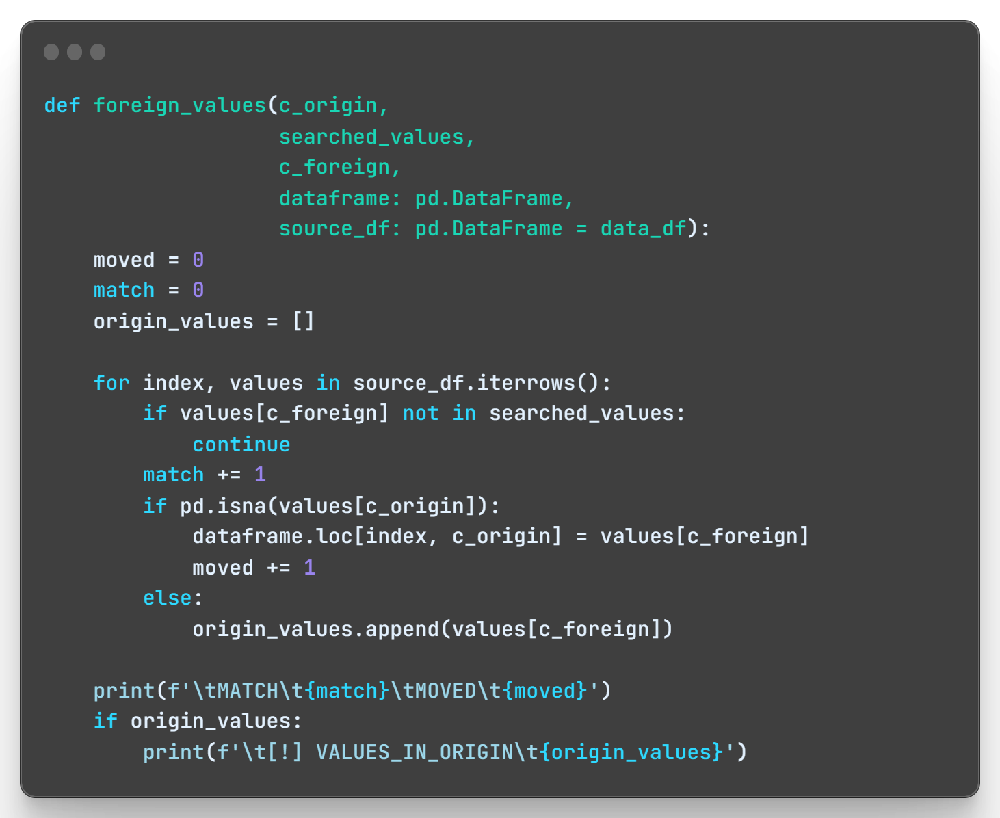 def foreign_values(c_origin,
                   searched_values,
                   c_foreign,
                   dataframe: pd.DataFrame,
                   source_df: pd.DataFrame = data_df):
    moved = 0
    match = 0
    origin_values = []

    for index, values in source_df.iterrows():
        if values[c_foreign] not in searched_values:
            continue
        match += 1
        if pd.isna(values[c_origin]):
            dataframe.loc[index, c_origin] = values[c_foreign]
            moved += 1
        else:
            origin_values.append(values[c_foreign])

    print(f'\tMATCH\t{match}\tMOVED\t{moved}')
    if origin_values:
        print(f'\t[!] VALUES_IN_ORIGIN\t{origin_values}')